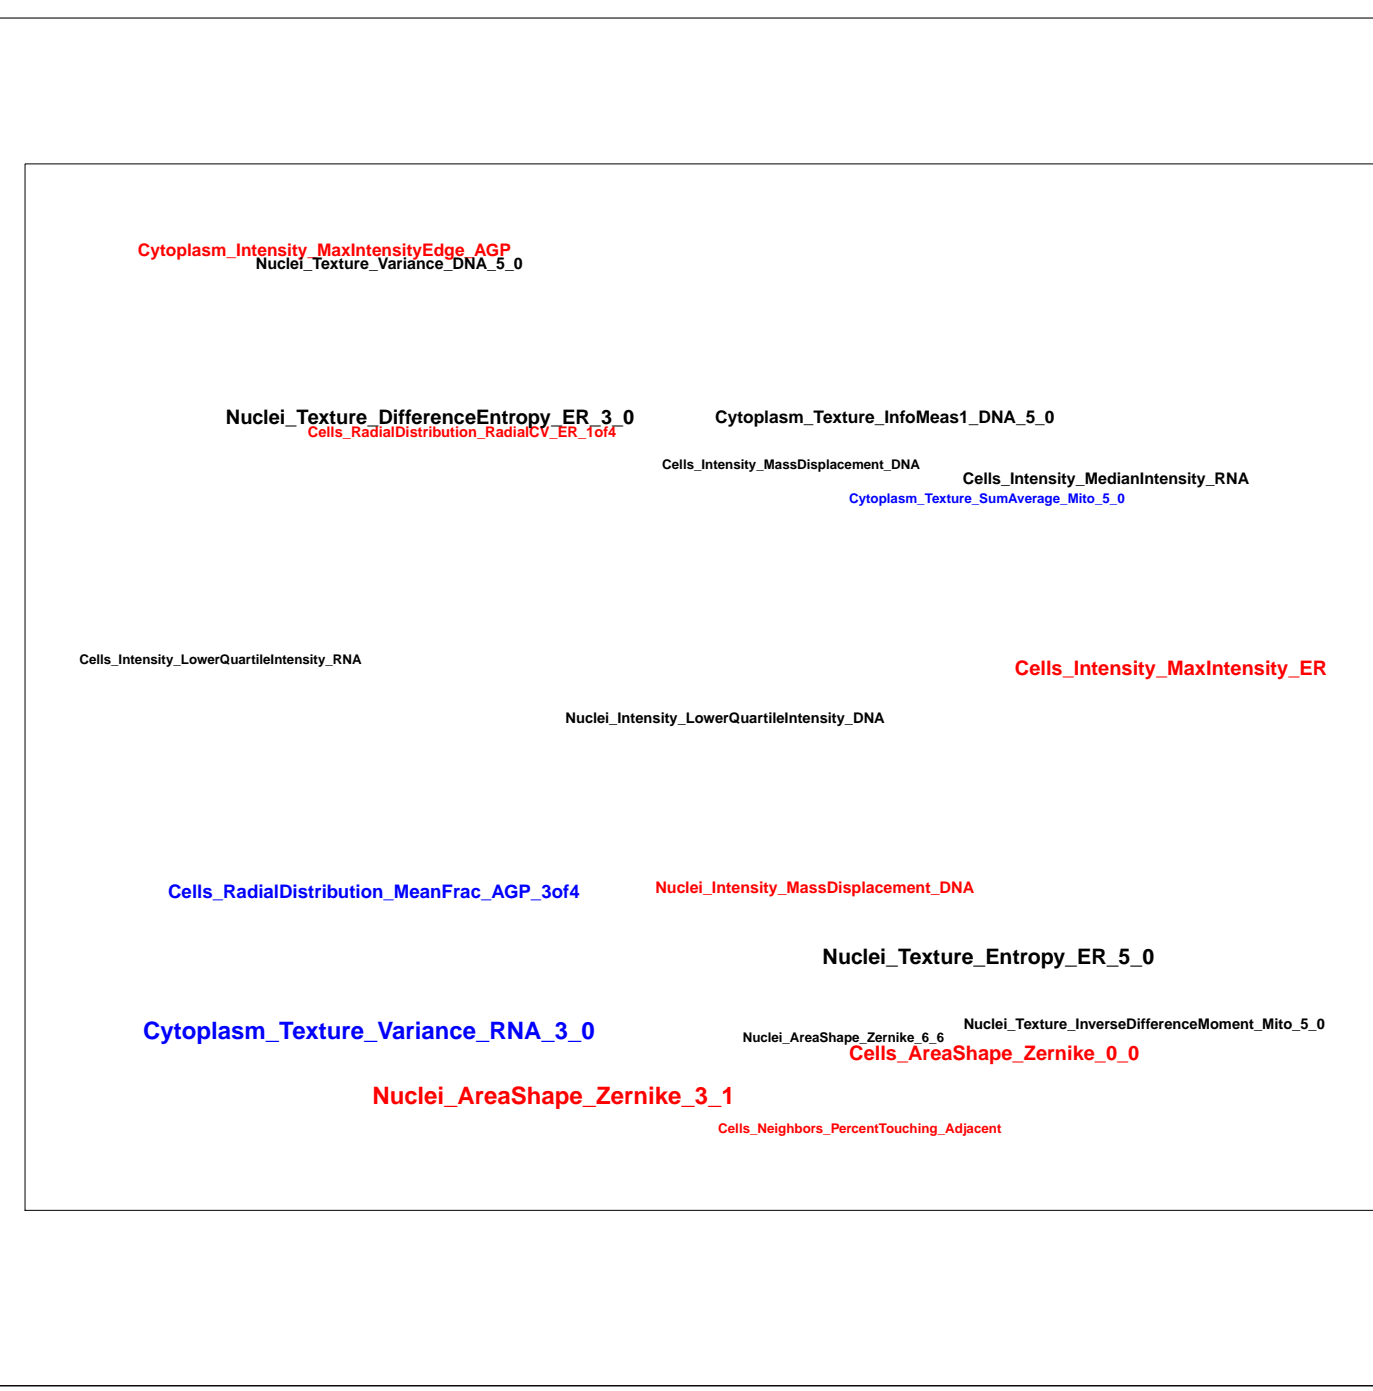 Cytoplasm_Intensity_MaxIntensityEdge_AGP
Nuclei_Texture_Variance_DNA_5_0
Nuclei_Texture_DifferenceEntropy_ER_3_0
Cytoplasm_Texture_InfoMeas1_DNA_5_0
Cells_RadialDistribution_RadialCV_ER_1of4
Cells_Intensity_MassDisplacement_DNA
Cells_Intensity_MedianIntensity_RNA
Cytoplasm_Texture_SumAverage_Mito_5_0
Cells_Intensity_LowerQuartileIntensity_RNA
Cells_Intensity_MaxIntensity_ER
Nuclei_Intensity_LowerQuartileIntensity_DNA
Cells_RadialDistribution_MeanFrac_AGP_3of4
Nuclei_Intensity_MassDisplacement_DNA
Nuclei_Texture_Entropy_ER_5_0
Cytoplasm_Texture_Variance_RNA_3_0
Nuclei_Texture_InverseDifferenceMoment_Mito_5_0
Nuclei_AreaShape_Zernike_6_6
Cells_AreaShape_Zernike_0_0
Nuclei_AreaShape_Zernike_3_1
Cells_Neighbors_PercentTouching_Adjacent